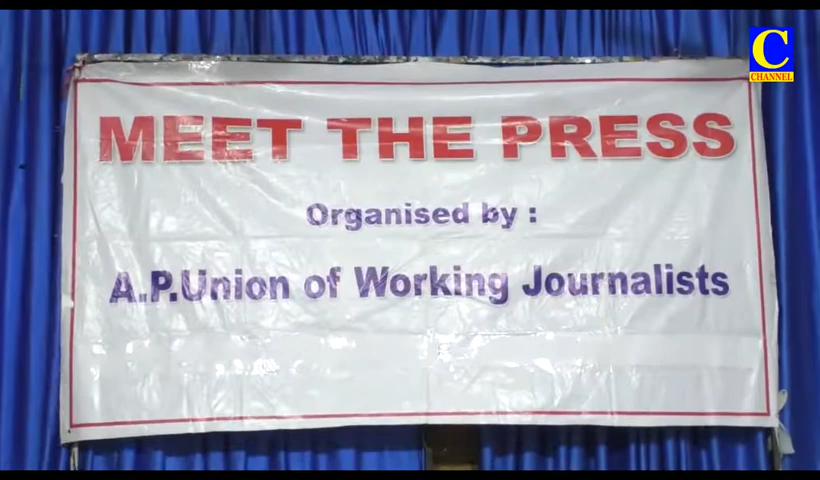 C
CHANNEL
MEET THE PRESS
Organised by :
A.P.Union of Working Journalists